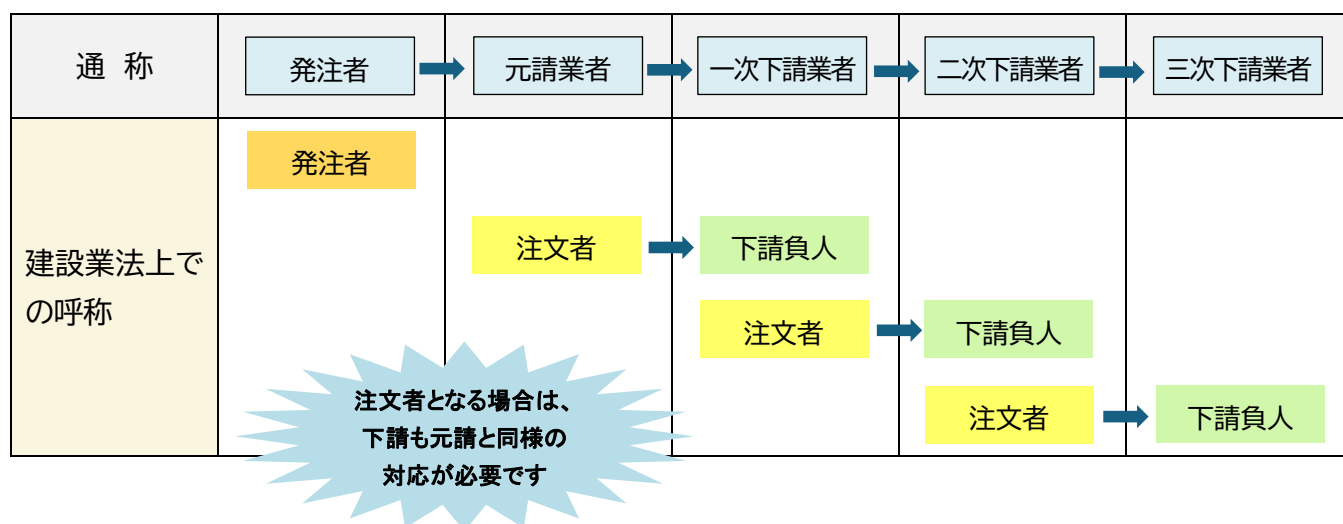 通 称
発注者
元請業者
一次下請業者
二次下請業者
三次下請業者
建設業法上で
の呼称
発注者
注文者
下請負人
注文者
下請負人
注文者
下請負人
注文者となる場合は、
下請も元請と同様の
対応が必要です